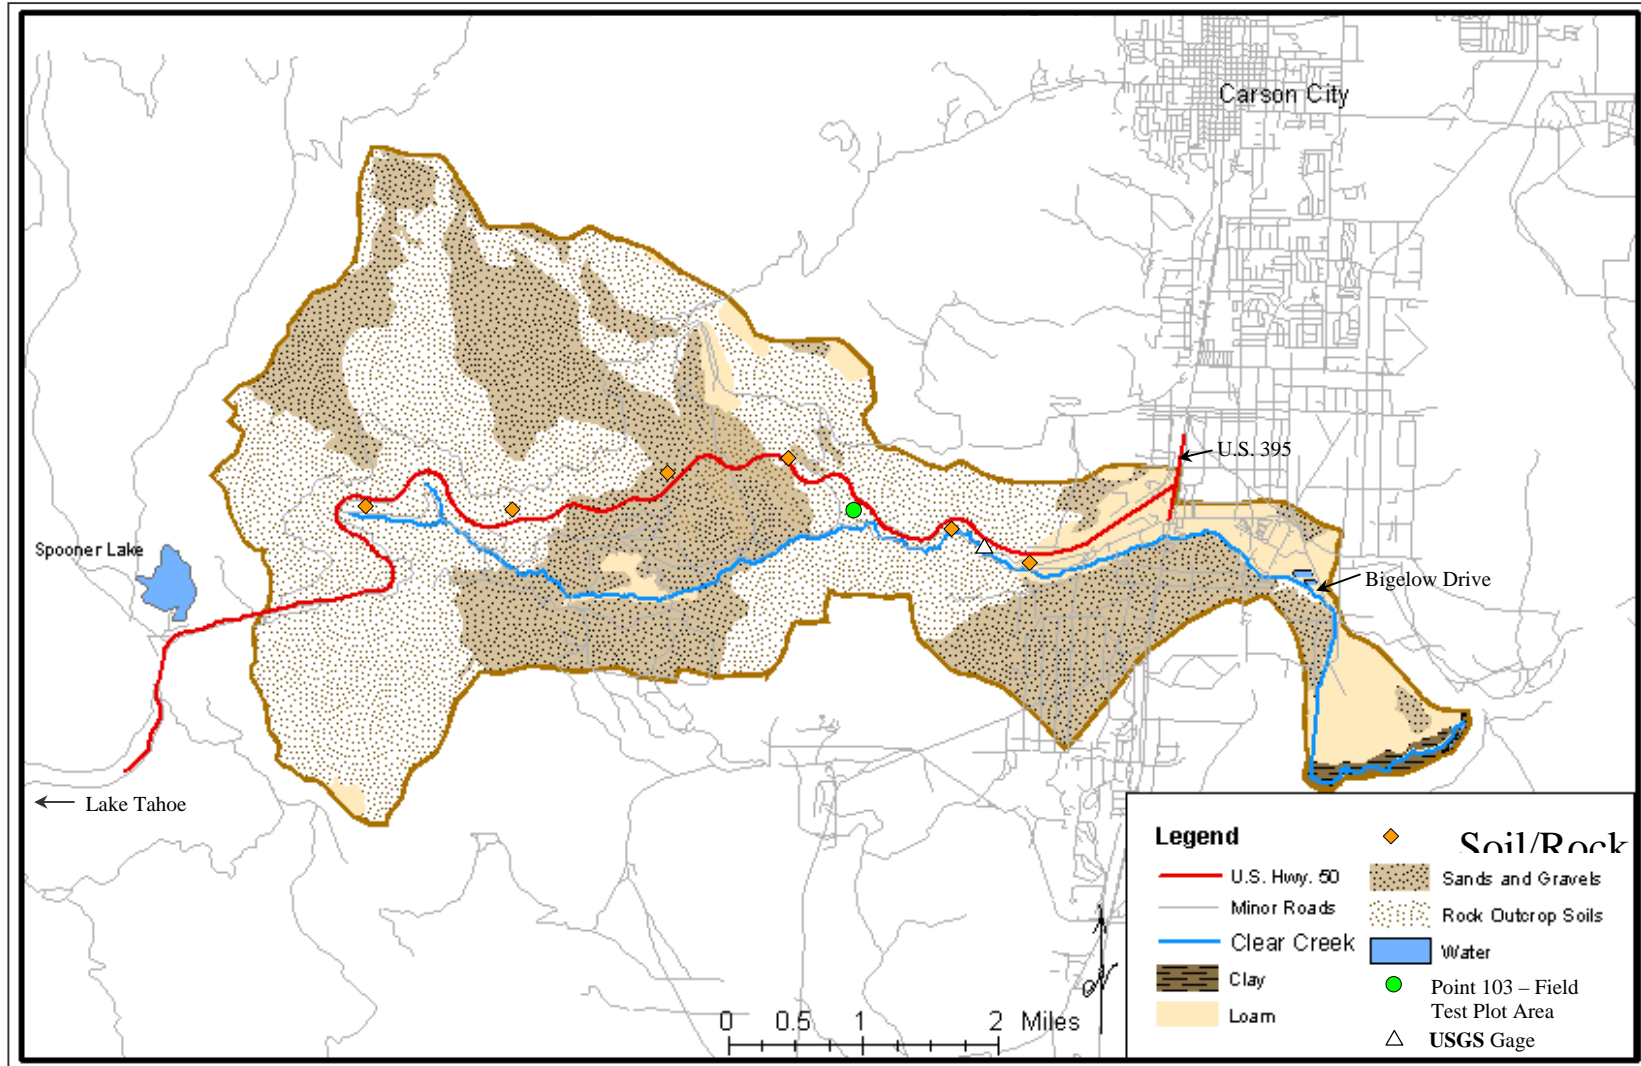 Carson City
U.S. 395
Spooner Lake
Bigelow Drive
Lake Tahoe
Legend
Soil/Rock
U.S. Hwy. 50
Sands and Gravels
Minor Roads
Rock Outcrop Soils
Clear Creek
Water
Clay
Point 103 – Field
Test Plot Area
Loam
USGS Gage
0 0.5 1 2 Miles
N